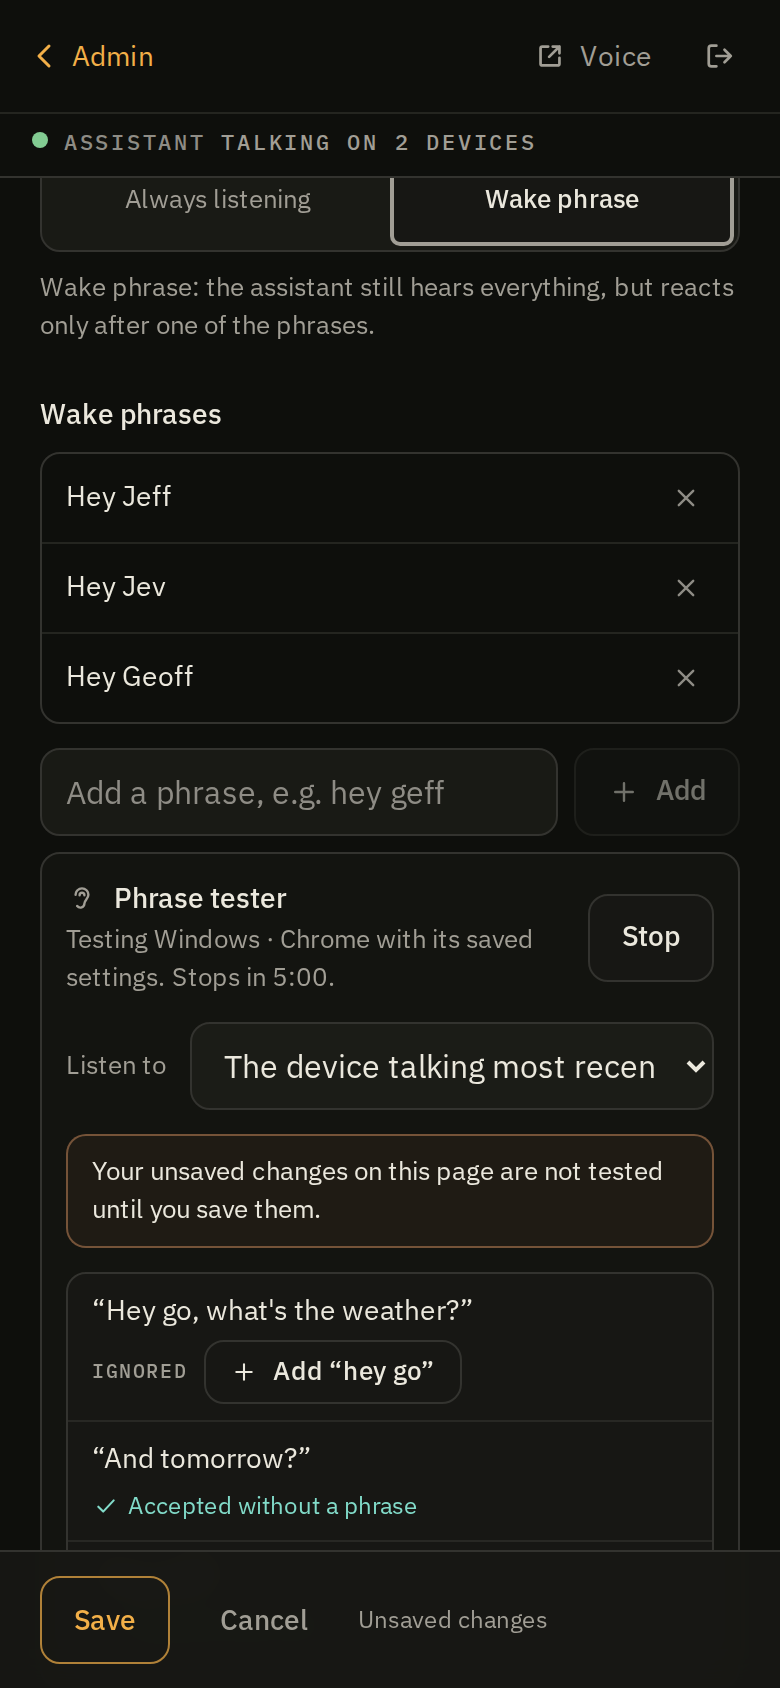 Admin
Voice
ASSISTANT TALKING ON 2 DEVICES
Always listening
Wake phrase
Wake phrase: the assistant still hears everything, but reacts
only after one of the phrases.
Wake phrases
Hey Jeff
Hey Jev
Hey Geoff
Add a phrase, e.g. hey geff
Add
Phrase tester
Testing Windows · Chrome with its saved
settings. Stops in 5:00.
Stop
Listen to
The device talking most recen
Your unsaved changes on this page are not tested
until you save them.
“Hey go, what's the weather?”
IGNORED
Add “hey go”
“And tomorrow?”
Accepted without a phrase
Save
Cancel
Unsaved changes